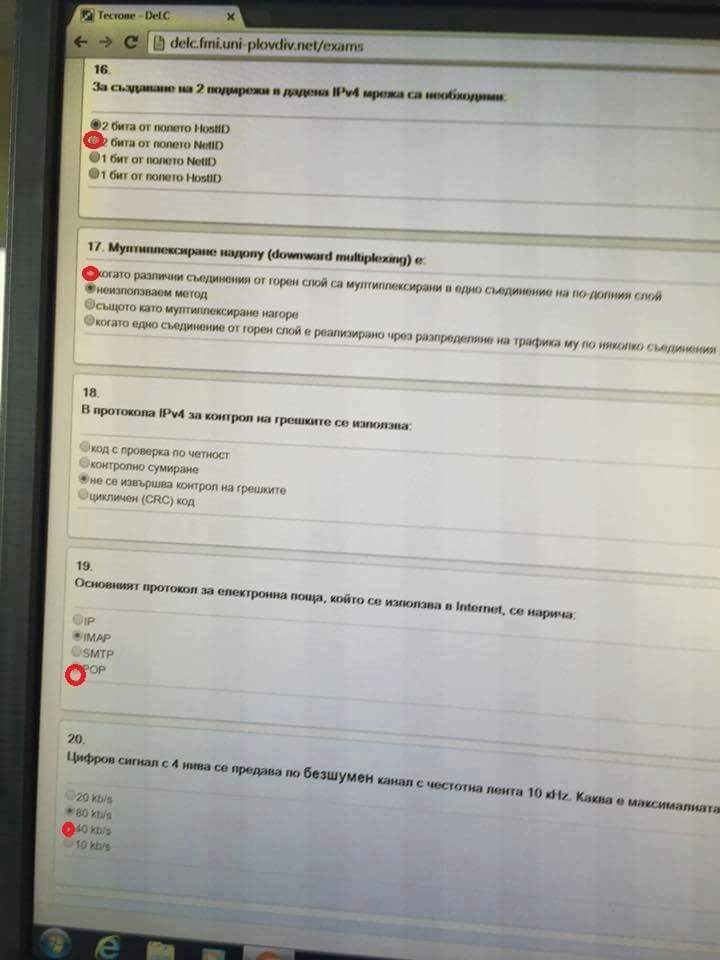 Тестове - DeLC
delc.fmi.uni-plovdiv.net/exams
16.
За създаване на 2 подмрежи в дадена IPv4 мрежа са необходими:
2 бита от полето HostID
2 бита от полето NetID
1 бит от полето NetID
1 бит от полето HostID
17. Мултиплексиране надолу (downward multiplexing) е:
когато различни съединения от горен слой са мултиплексирани в едно съединение на по-долния слой
неизползваем метод
същото като мултиплексиране нагоре
когато едно съединение от горен слой е реализирано чрез разпределяне на трафика му по няколко съединения
18.
В протокола IPv4 за контрол на грешките се използва:
код с проверка по четност
контролно сумиране
не се извършва контрол на грешките
цикличен (CRC) код
19.
Основният протокол за електронна поща, който се използва в Internet, се нарича:
IP
IMAP
SMTP
POP
20.
Цифров сигнал с 4 нива се предава по безшумен канал с честотна лента 10 кHz. Каква е максималната
20 kb/s
80 kb/s
40 kb/s
10 kb/s